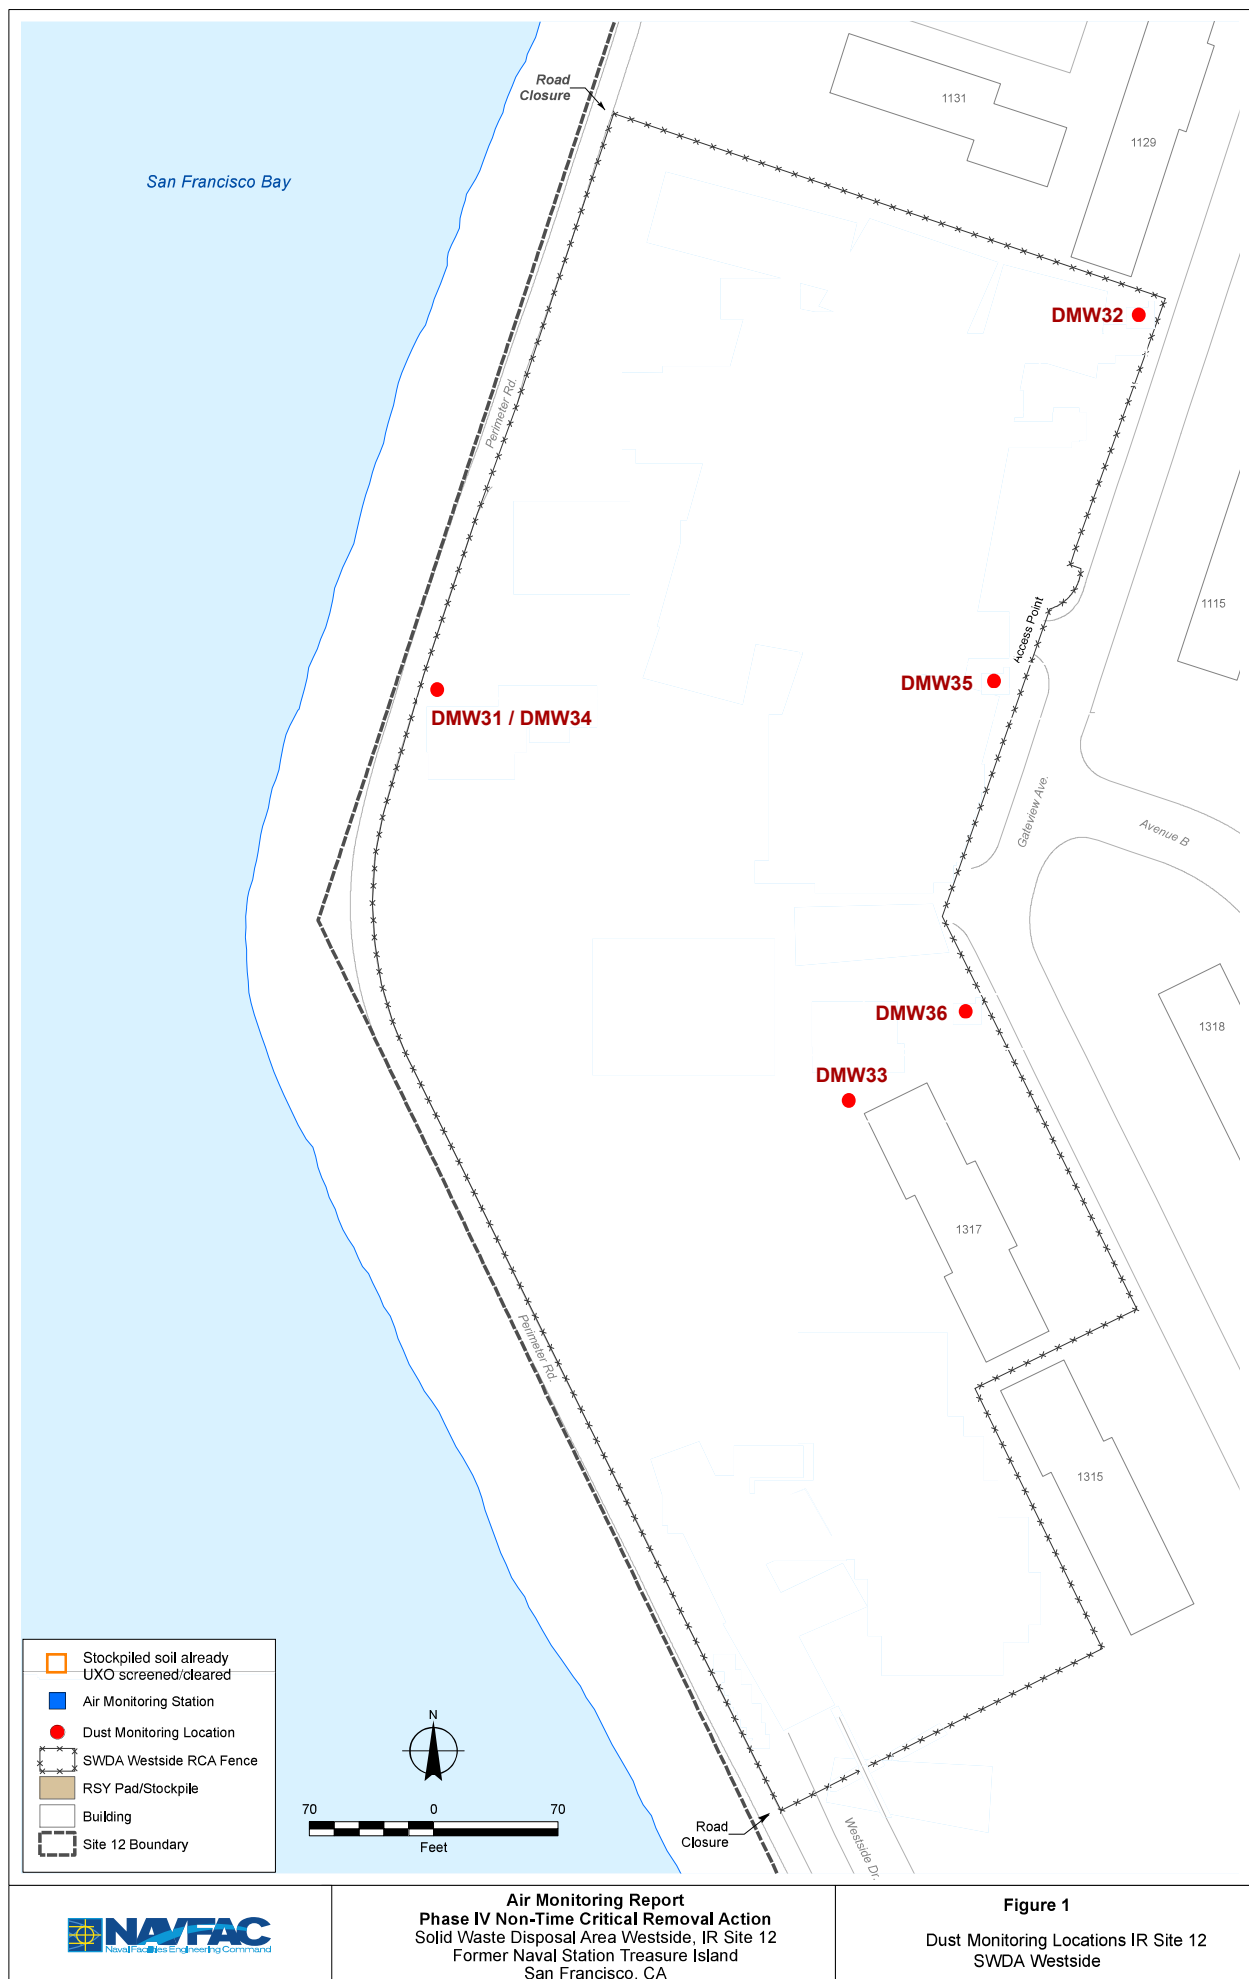 Road
Closure
1131
1129
San Francisco Bay
DMW32
Perimeter Rd.
Access Point
1115
DMW35
DMW31 / DMW34
Gateview Ave.
Avenue B
DMW36
1318
DMW33
1317
Perimeter Rd.
1315
Stockpiled soil already
UXO screened/cleared
Air Monitoring Station
Dust Monitoring Location
SWDA Westside RCA Fence
RSY Pad/Stockpile
Building
Site 12 Boundary
N
70 0 70
Feet
Road
Closure
Westside Dr.
NAVFAC
Naval Facilities Engineering Command
Air Monitoring Report
Phase IV Non-Time Critical Removal Action
Solid Waste Disposal Area Westside, IR Site 12
Former Naval Station Treasure Island
San Francisco, CA
Figure 1
Dust Monitoring Locations IR Site 12
SWDA Westside